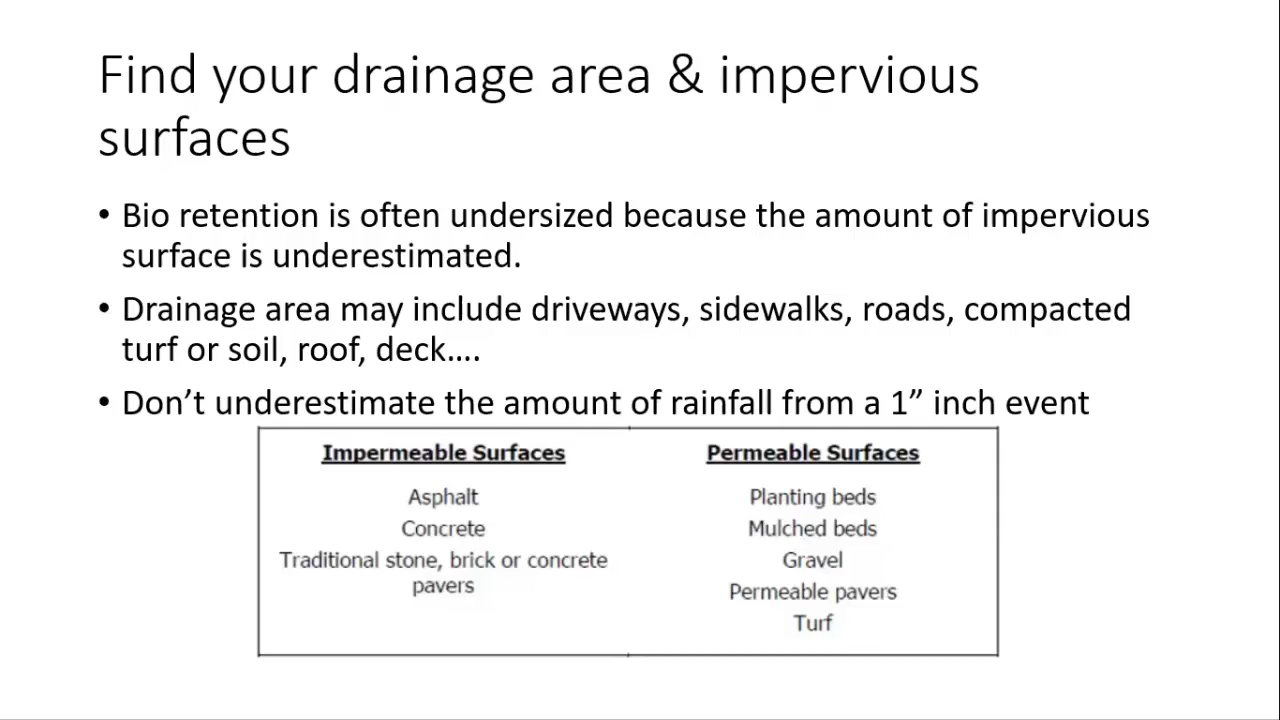 Find your drainage area & impervious
surfaces
• Bio retention is often undersized because the amount of impervious
surface is underestimated.
• Drainage area may include driveways, sidewalks, roads, compacted
turf or soil, roof, deck….
• Don’t underestimate the amount of rainfall from a 1” inch event
Impermeable Surfaces
Asphalt
Concrete
Traditional stone, brick or concrete
pavers
Permeable Surfaces
Planting beds
Mulched beds
Gravel
Permeable pavers
Turf